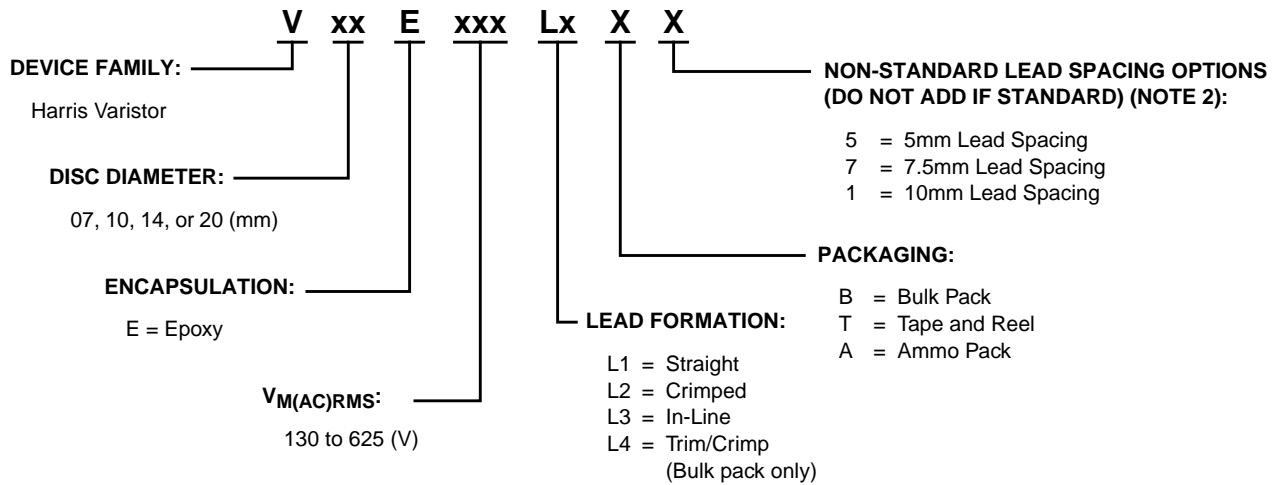 V xx E xxx Lx X X
DEVICE FAMILY:
Harris Varistor
DISC DIAMETER:
07, 10, 14, or 20 (mm)
ENCAPSULATION:
E = Epoxy
VM(AC)RMS:
130 to 625 (V)
LEAD FORMATION:
L1 = Straight
L2 = Crimped
L3 = In-Line
L4 = Trim/Crimp
(Bulk pack only)
PACKAGING:
B = Bulk Pack
T = Tape and Reel
A = Ammo Pack
NON-STANDARD LEAD SPACING OPTIONS
(DO NOT ADD IF STANDARD) (NOTE 2):
5 = 5mm Lead Spacing
7 = 7.5mm Lead Spacing
1 = 10mm Lead Spacing